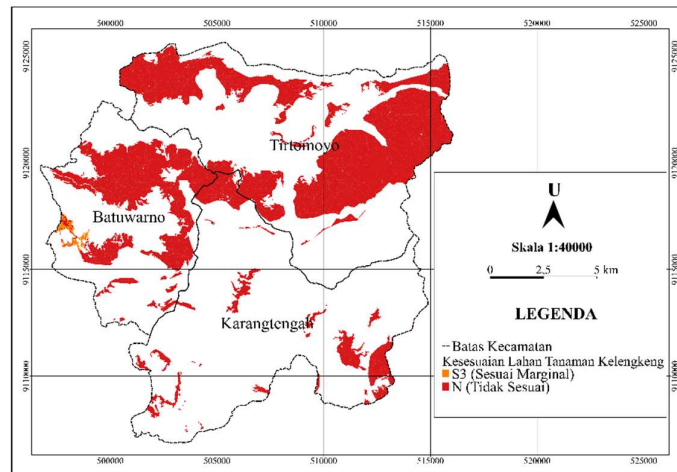 500000 505000 510000 515000 520000 525000
9125000 9125000
Tirtomoyo
9120000 9120000
Batuwarno
U
Skala 1:40000
0 2,5 5 km
9115000 9115000
LEGENDA
Karangtengah
Batas Kecamatan
Kesesuaian Lahan Tanaman Kelengkeng
S3 (Sesuai Marginal)
N (Tidak Sesuai)
9110000 9110000
500000 505000 510000 515000 520000 525000